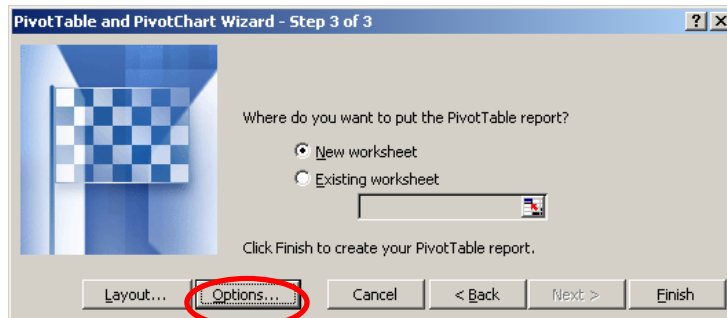 PivotTable and PivotChart Wizard - Step 3 of 3
Where do you want to put the PivotTable report?
New worksheet
Existing worksheet
Click Finish to create your PivotTable report.
Layout... Options... Cancel < Back Next > Finish